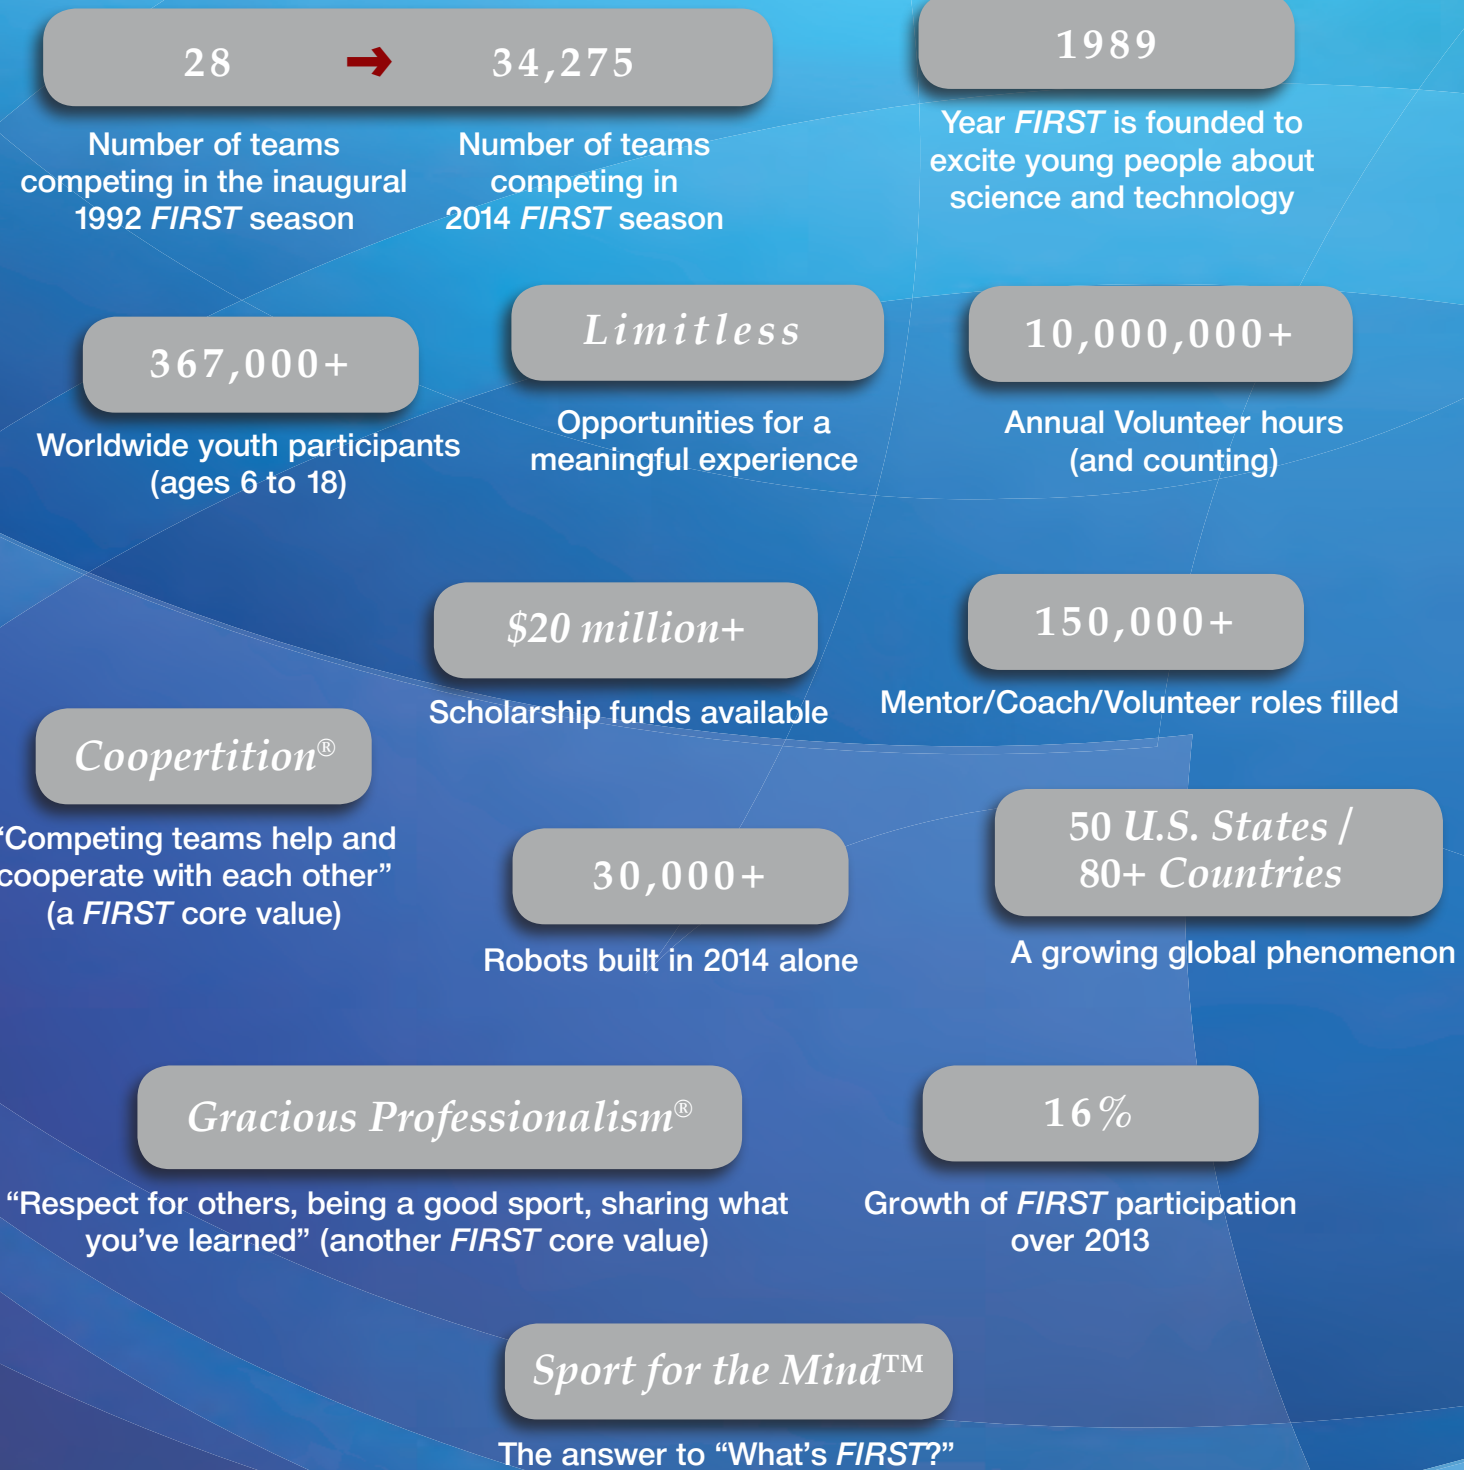 28 → 34,275
Number of teams
competing in the inaugural
1992 FIRST season
Number of teams
competing in
2014 FIRST season
1989
Year FIRST is founded to
excite young people about
science and technology
367,000+
Worldwide youth participants
(ages 6 to 18)
Limitless
Opportunities for a
meaningful experience
10,000,000+
Annual Volunteer hours
(and counting)
$20 million+
Scholarship funds available
150,000+
Mentor/Coach/Volunteer roles filled
Coopertition®
“Competing teams help and
cooperate with each other”
(a FIRST core value)
30,000+
Robots built in 2014 alone
50 U.S. States /
80+ Countries
A growing global phenomenon
Gracious Professionalism®
“Respect for others, being a good sport, sharing what
you’ve learned” (another FIRST core value)
16%
Growth of FIRST participation
over 2013
Sport for the Mind™
The answer to “What’s FIRST?”